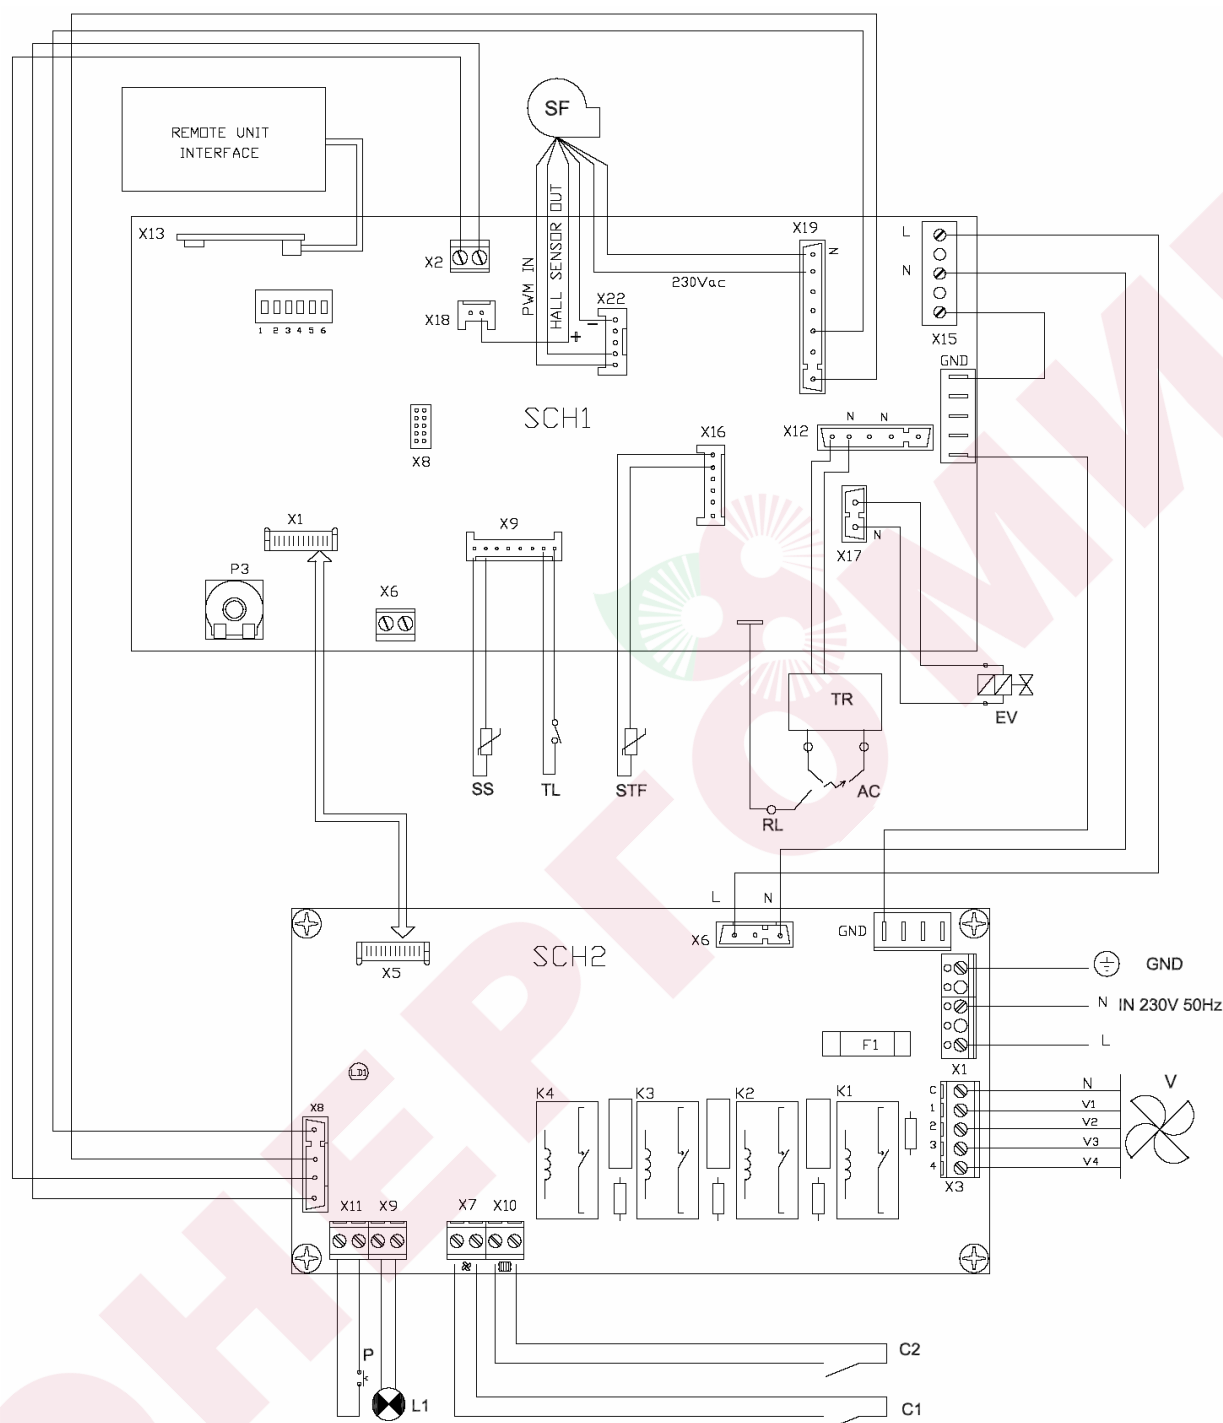 SF
REMOTE UNIT
INTERFACE
X13
X2
PWM IN
HALL SENSOR OUT
X19
N
L
N
230Vac
X22
1 2 3 4 5 6
X18
−
+
X15
GND
SCH1
X8
X16
X12
N N
X1
X9
X17
N
P3
X6
TR
EV
SS
TL
STF
AC
RL
L
N
X6
GND
X5
SCH2
GND
N IN 230V 50Hz
L
F1
X1
LD1
X8
K4
K3
K2
K1
C
1
2
3
4
N
V1
V2
V3
V4
V
X3
X11
X9
X7
X10
P
L1
C2
C1
ЭНЕРГОМИ